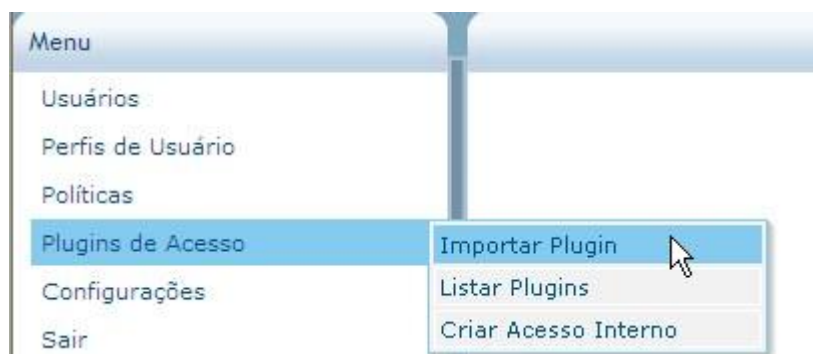 Menu
Usuários
Perfis de Usuário
Políticas
Plugins de Acesso
Importar Plugin
Listar Plugins
Criar Acesso Interno
Configurações
Sair